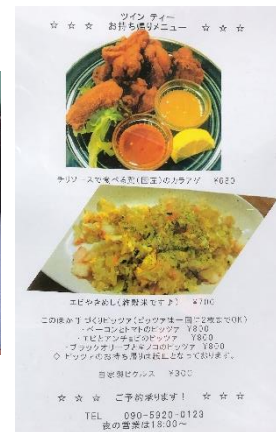 ツイン ティー
☆ ☆ ☆ お持ち帰りメニュー ☆ ☆ ☆
チリソースで食べる鶏(国産)のカラアゲ ¥650
エビやきめし(雑穀米です♪) ¥700
このほか手づくりピッツァ(ピッツァは一回に2枚までOK)
・ベーコンとトマトのピッツァ ¥800
・エビとアンチョビのピッツァ ¥800
・ブラックオリーブとキノコのピッツァ ¥800
◇ ピッツァのお持ち帰りは紙皿となっております。
自家製ピクルス ¥300
☆ ☆ ☆ ご予約承ります! ☆ ☆ ☆
TEL 090-5920-0123
夜の営業は18:00~